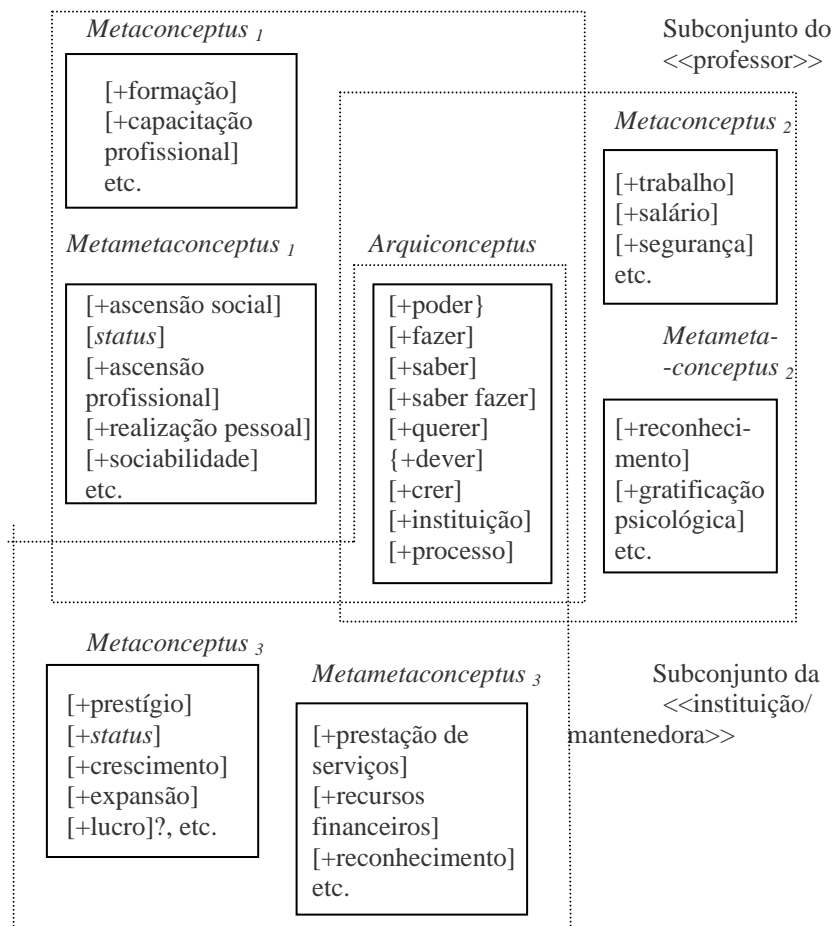 Metaconceptus 1
[+formação]
[+capacitação
profissional]
etc.
Subconjunto do
<<professor>>
Metaconceptus 2
[+trabalho]
[+salário]
[+segurança]
etc.
Metametaconceptus 1
[+ascensão social]
[status]
[+ascensão
profissional]
[+realização pessoal]
[+sociabilidade]
etc.
Arquiconceptus
[+poder}
[+fazer]
[+saber]
[+saber fazer]
[+querer]
{+dever]
[+crer]
[+instituição]
[+processo]
Metameta-
-conceptus 2
[+reconheci-
mento]
[+gratificação
psicológica]
etc.
Metaconceptus 3
[+prestígio]
[+status]
[+crescimento]
[+expansão]
[+lucro]?, etc.
Metametaconceptus 3
[+prestação de
serviços]
[+recursos
financeiros]
[+reconhecimento]
etc.
Subconjunto da
<<instituição/
mantenedora>>